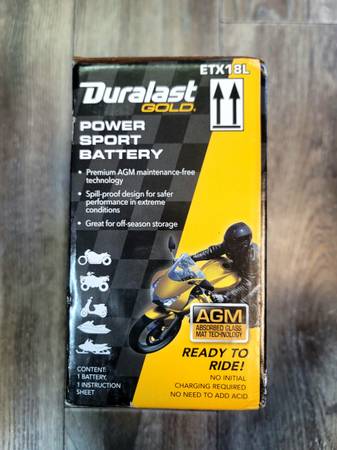 ETX18L
Duralast
GOLD.
POWER
SPORT
BATTERY
• Premium AGM maintenance-free
technology
• Spill-proof design for safer
performance in extreme
conditions
• Great for off-season storage
AGM
ABSORBED GLASS
MAT TECHNOLOGY
READY TO
RIDE!
NO INITIAL
CHARGING REQUIRED
NO NEED TO ADD ACID
CONTENT:
1 BATTERY,
1 INSTRUCTION
SHEET